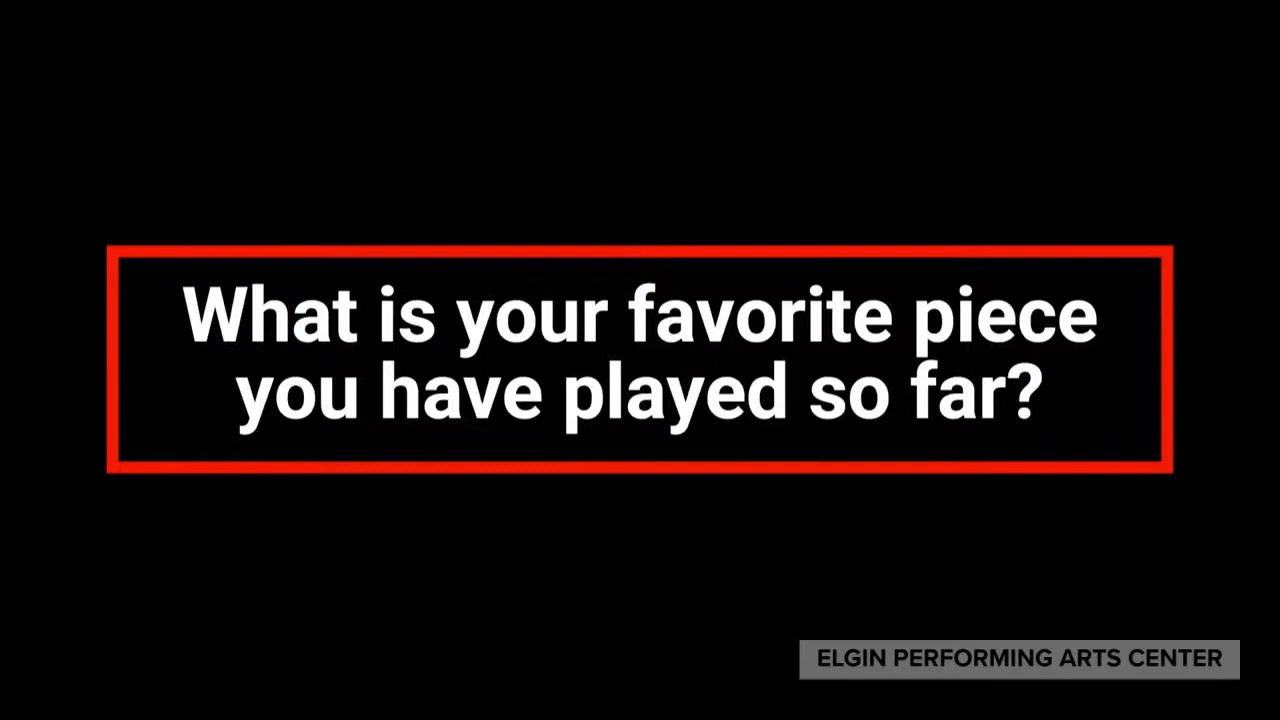 What is your favorite piece
you have played so far?
ELGIN PERFORMING ARTS CENTER